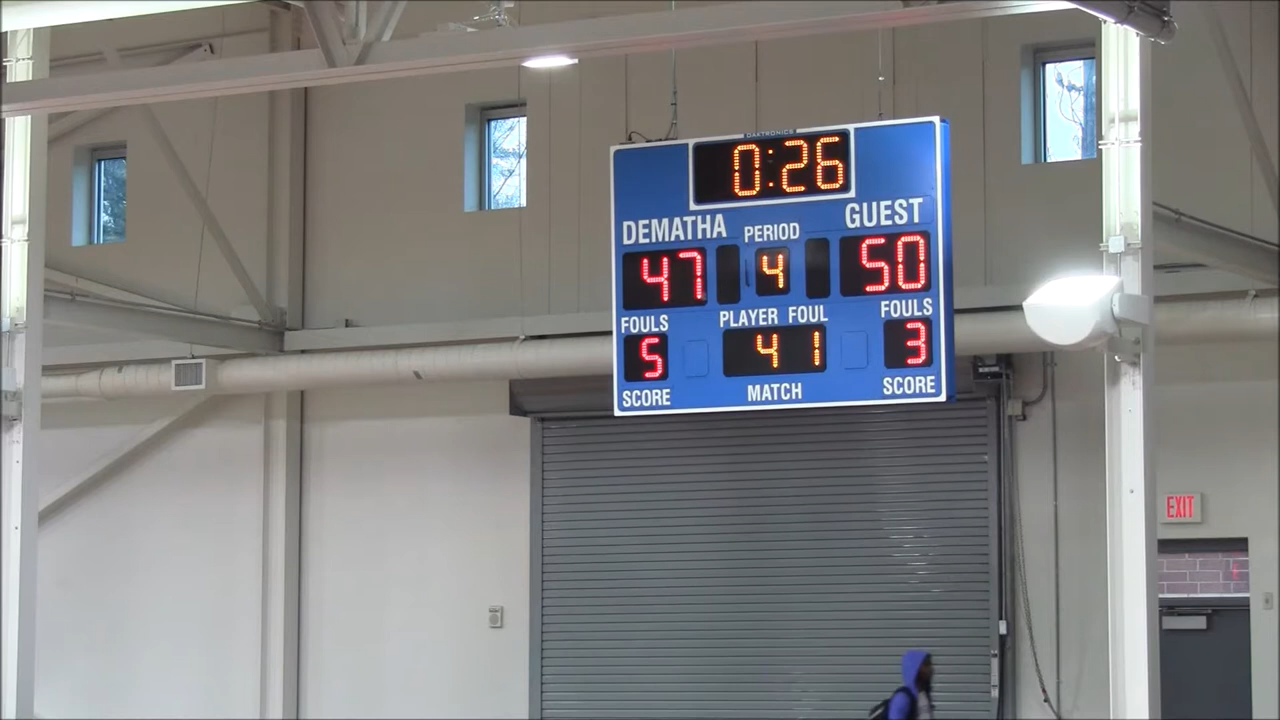 DAKTRONICS
0:26
DEMATHA PERIOD GUEST
47 4 50
FOULS PLAYER FOUL FOULS
5 41 3
SCORE MATCH SCORE
EXIT